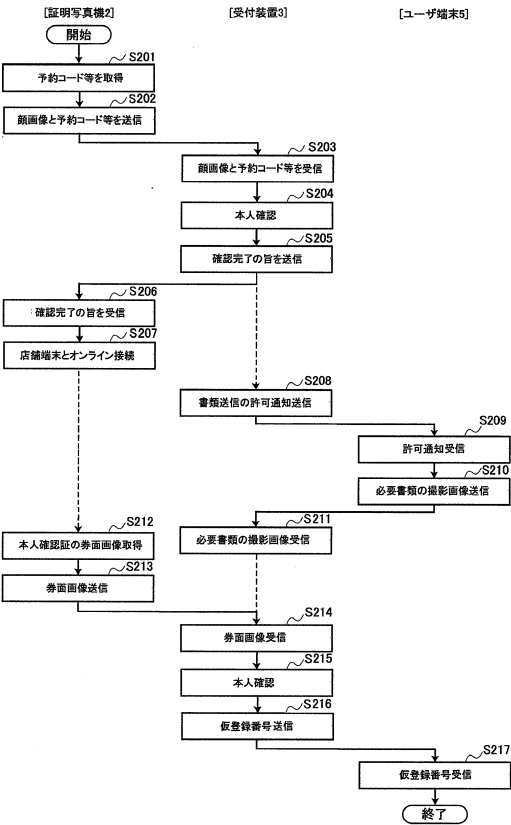 [証明写真機2]
[受付装置3]
[ユーザ端末5]
開始
S201
予約コード等を取得
S202
顔画像と予約コード等を送信
S203
顔画像と予約コード等を受信
S204
本人確認
S205
確認完了の旨を送信
S206
確認完了の旨を受信
S207
店舗端末とオンライン接続
S208
書類送信の許可通知送信
S209
許可通知受信
S210
必要書類の撮影画像送信
S211
必要書類の撮影画像受信
S212
本人確認証の券面画像取得
S213
券面画像送信
S214
券面画像受信
S215
本人確認
S216
仮登録番号送信
S217
仮登録番号受信
終了